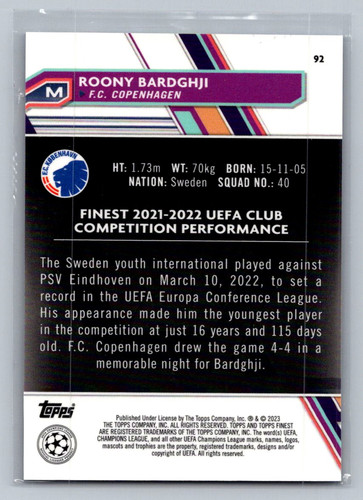 92
M
ROONY BARDGHJI
F.C. COPENHAGEN
F.C. KØBENHAVN
HT: 1.73m WT: 70kg BORN: 15-11-05
NATION: Sweden SQUAD NO.: 40
FINEST 2021-2022 UEFA CLUB
COMPETITION PERFORMANCE
The Sweden youth international played against
PSV Eindhoven on March 10, 2022, to set a
record in the UEFA Europa Conference League.
His appearance made him the youngest player
in the competition at just 16 years and 115 days
old. F.C. Copenhagen drew the game 4-4 in a
memorable night for Bardghji.
Topps
Published Under License by The Topps Company, Inc. ® & © 2023
THE TOPPS COMPANY, INC. ALL RIGHTS RESERVED. TOPPS AND TOPPS FINEST
ARE REGISTERED TRADEMARKS OF THE TOPPS COMPANY, INC. The word(s) UEFA,
CHAMPIONS LEAGUE, and all other UEFA Champions League marks, names, logos,
mascots and trophies are the property, registered trademarks, designs and/or
copyright of UEFA. All rights reserved.